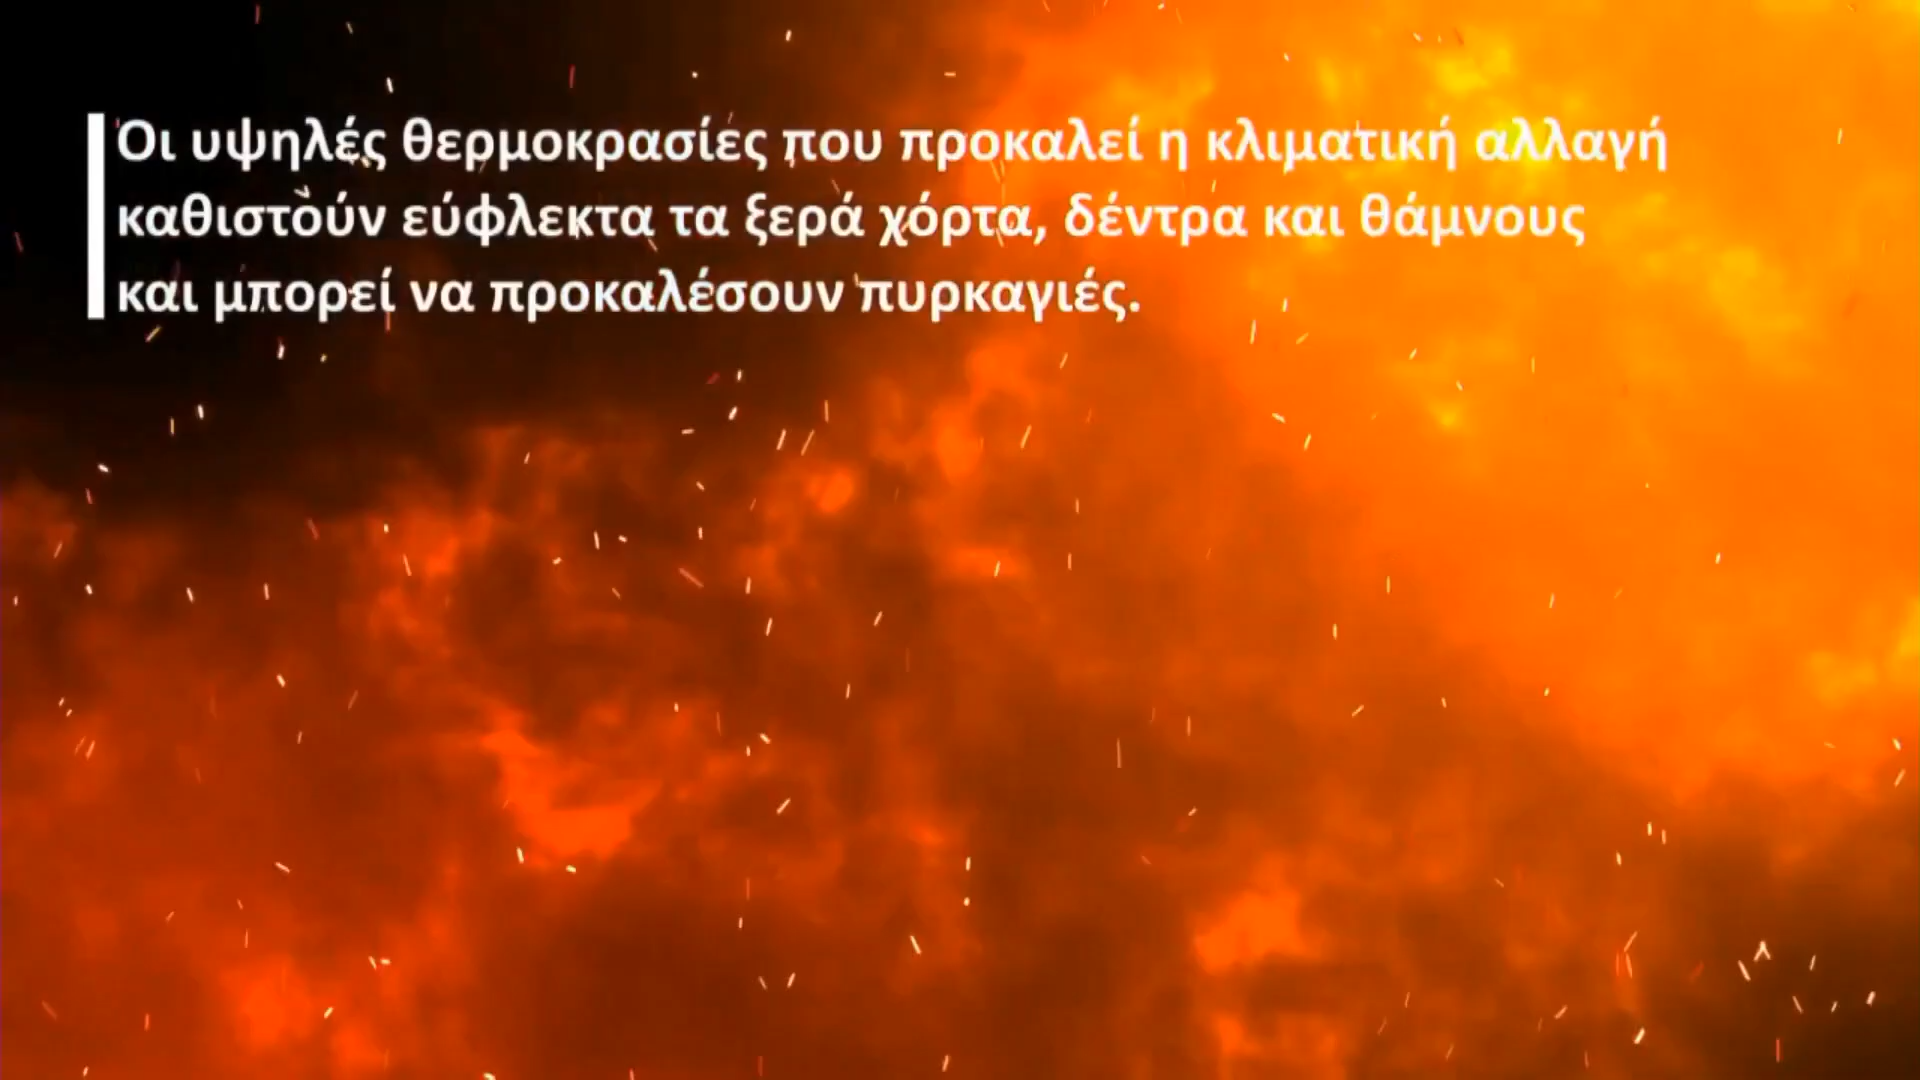 Οι υψηλές θερμοκρασίες που προκαλεί η κλιματική αλλαγή
καθιστούν εύφλεκτα τα ξερά χόρτα, δέντρα και θάμνους
και μπορεί να προκαλέσουν πυρκαγιές.